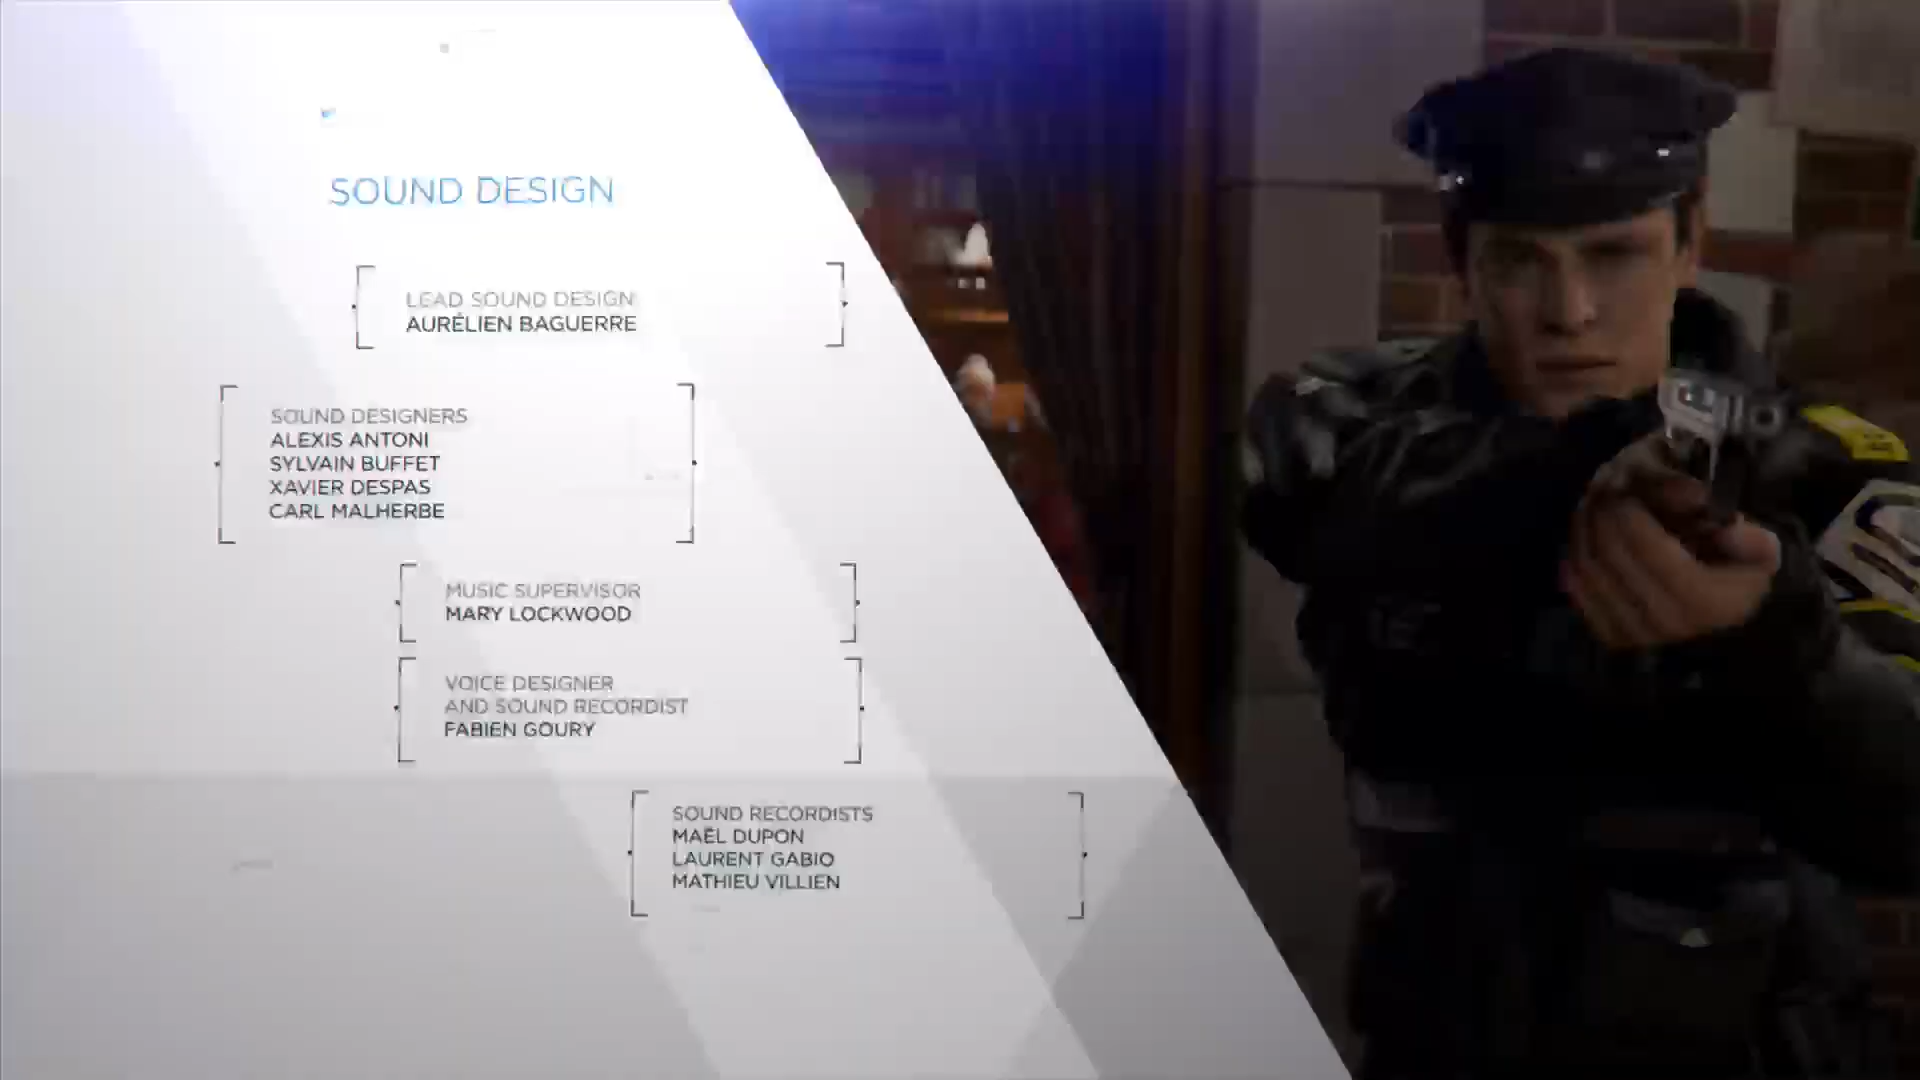 SOUND DESIGN
LEAD SOUND DESIGN
AURÉLIEN BAGUERRE
SOUND DESIGNERS
ALEXIS ANTONI
SYLVAIN BUFFET
XAVIER DESPAS
CARL MALHERBE
MUSIC SUPERVISOR
MARY LOCKWOOD
VOICE DESIGNER
AND SOUND RECORDIST
FABIEN GOURY
SOUND RECORDISTS
MAËL DUPON
LAURENT GABIO
MATHIEU VILLIEN